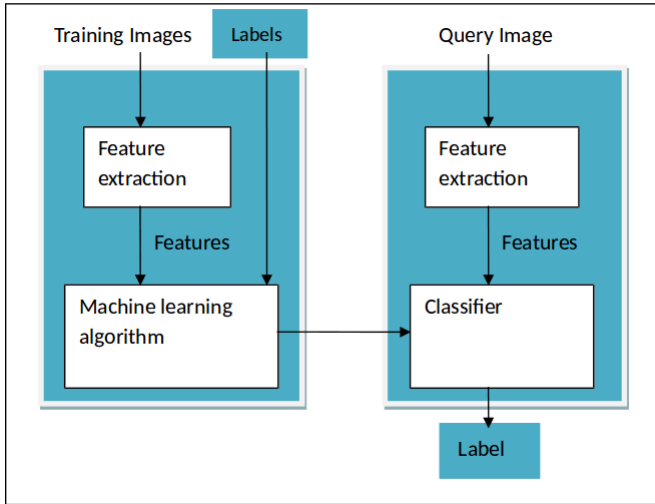 Training Images
Labels
Query Image
Feature
extraction
Feature
extraction
Features
Features
Machine learning
algorithm
Classifier
Label